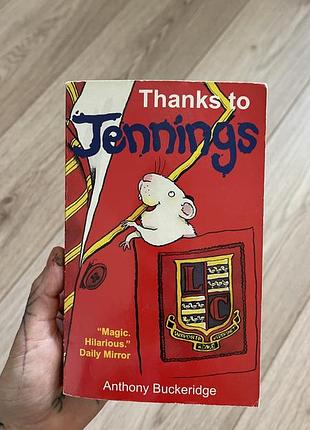 Thanks to
Jennings
L C
"Magic.
Hilarious."
Daily Mirror
Anthony Buckeridge